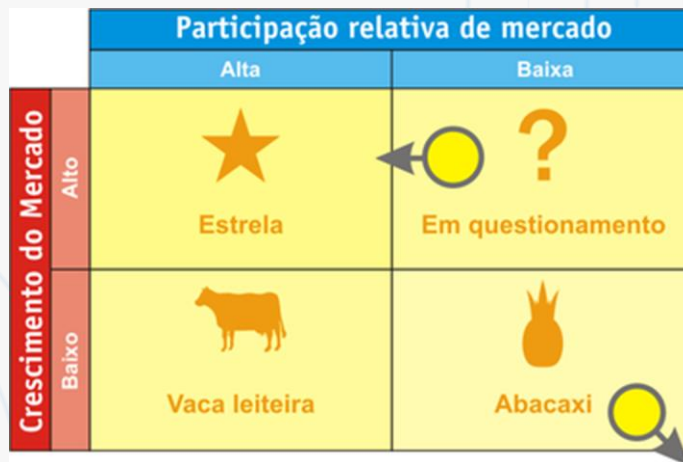 Participação relativa de mercado
Alta
Baixa
Crescimento do Mercado
Alto
?
Estrela
Em questionamento
Baixo
Vaca leiteira
Abacaxi